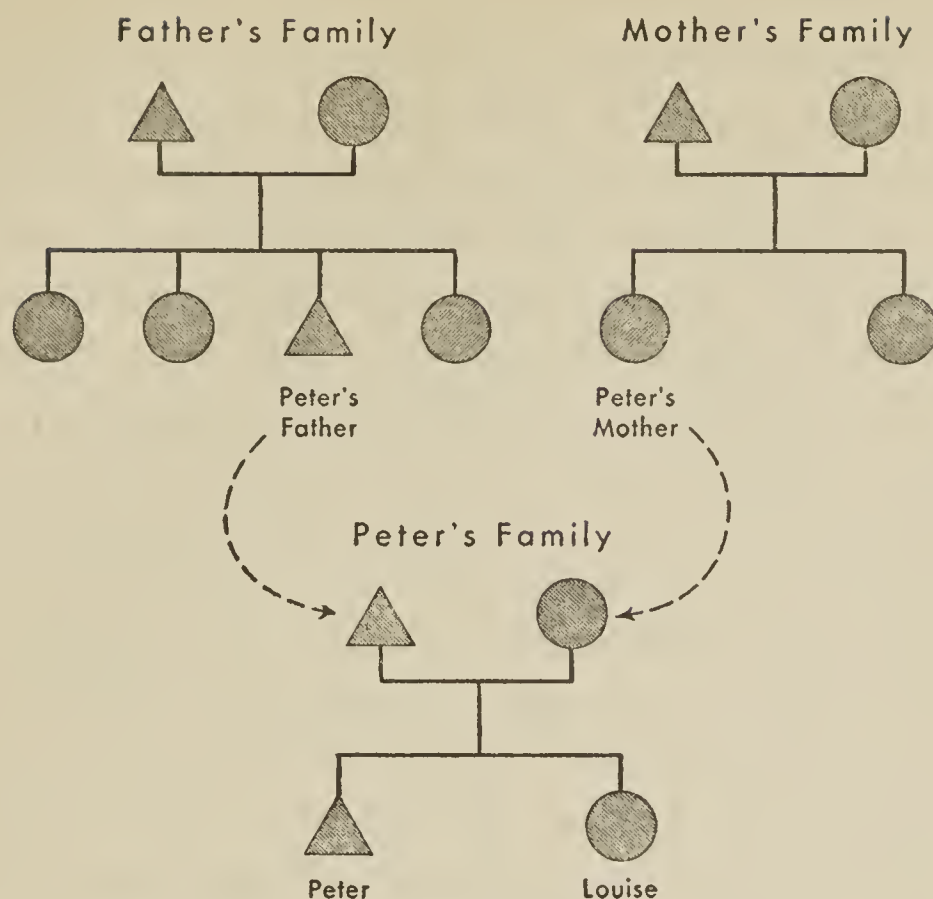 Father's Family
Mother's Family
Peter's
Father
Peter's
Mother
Peter's Family
Peter
Louise